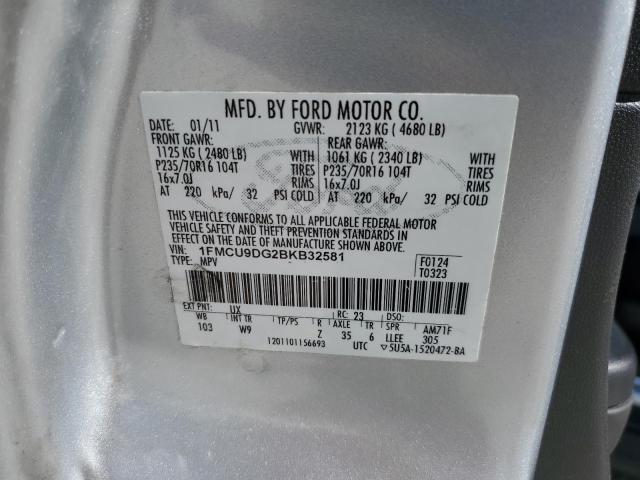 MFD. BY FORD MOTOR CO.
DATE: 01/11 GVWR: 2123 KG ( 4680 LB)
FRONT GAWR: REAR GAWR:
1125 KG ( 2480 LB) WITH 1061 KG ( 2340 LB) WITH
P235/70R16 104T TIRES P235/70R16 104T TIRES
16x7.0J RIMS 16x7.0J RIMS
AT 220 kPa/ 32 PSI COLD AT 220 kPa/ 32 PSI COLD
THIS VEHICLE CONFORMS TO ALL APPLICABLE FEDERAL MOTOR
VEHICLE SAFETY AND THEFT PREVENTION STANDARDS IN
EFFECT ON THE DATE OF MANUFACTURE SHOWN ABOVE.
VIN: 1FMCU9DG2BKB32581 F0124
TYPE: MPV T0323
EXT PNT: UX RC: 23 DSO:
WB INT TR TP/PS R AXLE TR SPR AM71F
103 W9 Z 35 6 LLEE 305
1201101156693 UTC ▽5U5A-1520472-BA
Ford